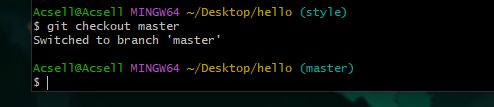 Acsell@Acsell MINGW64 ~/Desktop/hello (style)
$ git checkout master
Switched to branch 'master'
Acsell@Acsell MINGW64 ~/Desktop/hello (master)
$